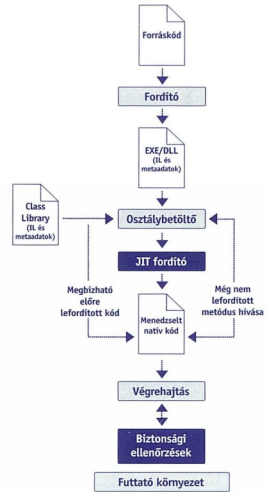 Forráskód
Fordító
EXE/DLL
(IL és
metaadatok)
Class
Library
(IL és
metaadatok)
Osztálybetöltő
JIT fordító
Megbízható
előre
lefordított kód
Még nem
lefordított
metódus hívása
Menedzselt
natív kód
Végrehajtás
Biztonsági
ellenőrzések
Futtató környezet